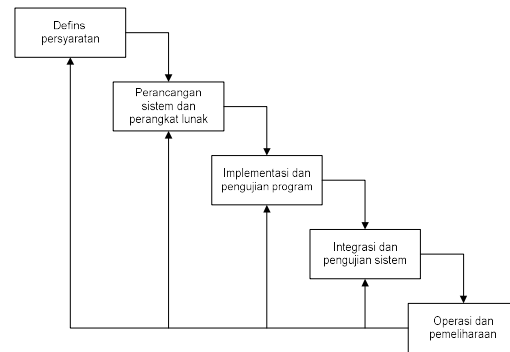 Defins
persyaratan
Perancangan
sistem dan
perangkat lunak
Implementasi dan
pengujian program
Integrasi dan
pengujian sistem
Operasi dan
pemeliharaan